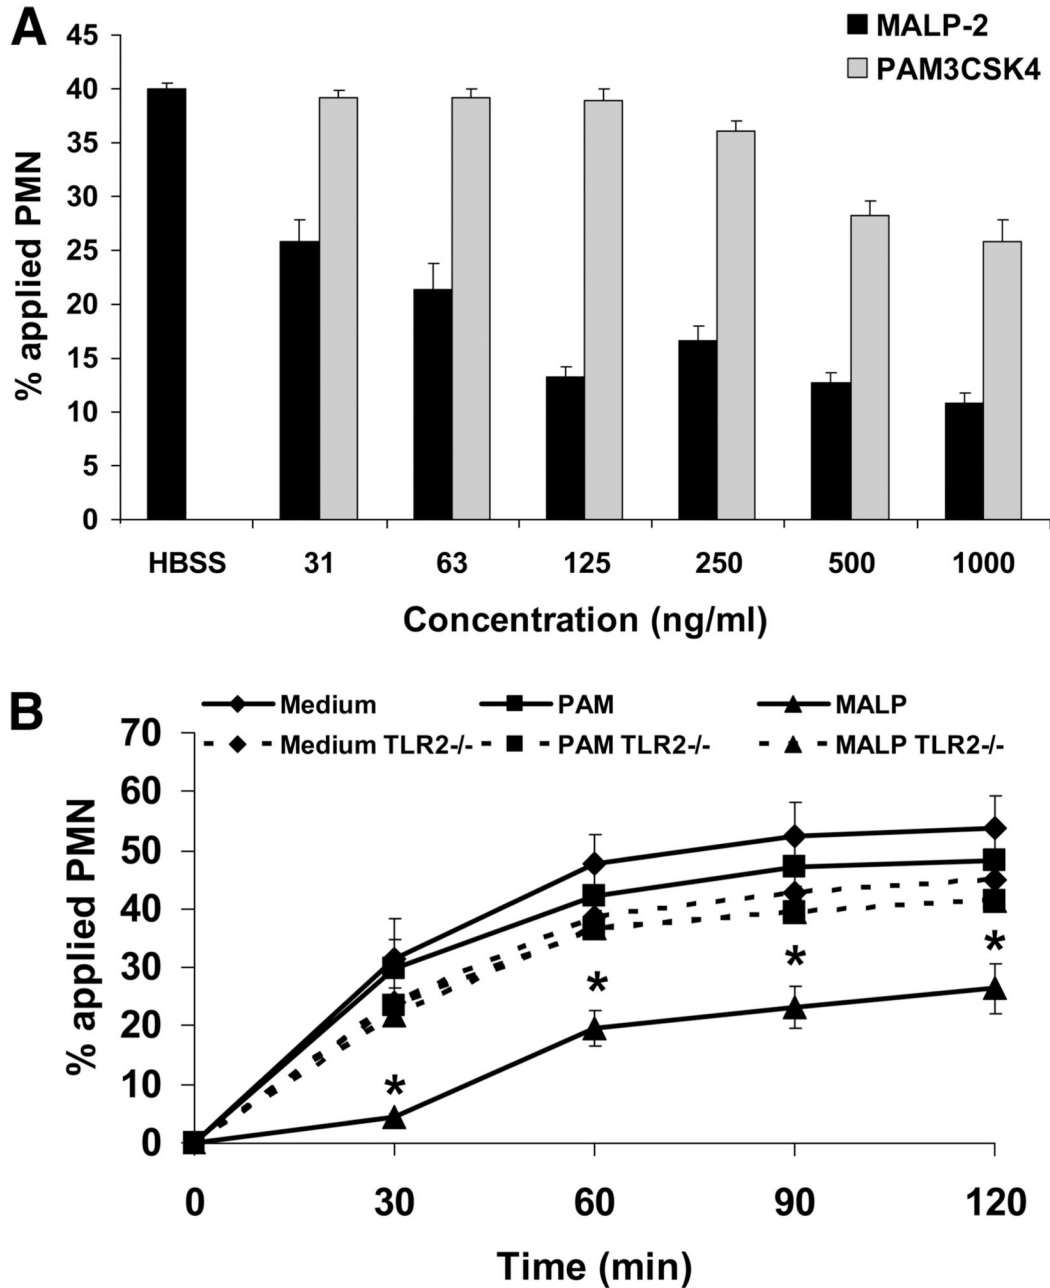 A
MALP-2
PAM3CSK4
% applied PMN
45
40
35
30
25
20
15
10
5
0
HBSS 31 63 125 250 500 1000
Concentration (ng/ml)
B
Medium PAM MALP
Medium TLR2-/- PAM TLR2-/- MALP TLR2-/-
% applied PMN
70
60
50
40
30
20
10
0
* * * *
0 30 60 90 120
Time (min)